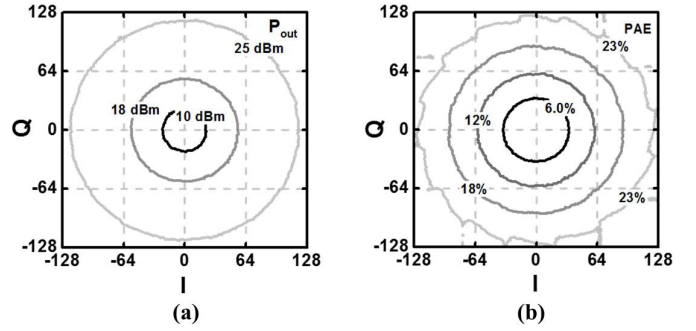 128
P_out
25 dBm
64
18 dBm
10 dBm
Q
0
-64
-128
-128 -64 0 64 128
I
(a)
128
PAE
23%
64
6.0%
12%
Q
0
18%
-64
23%
-128
-128 -64 0 64 128
I
(b)